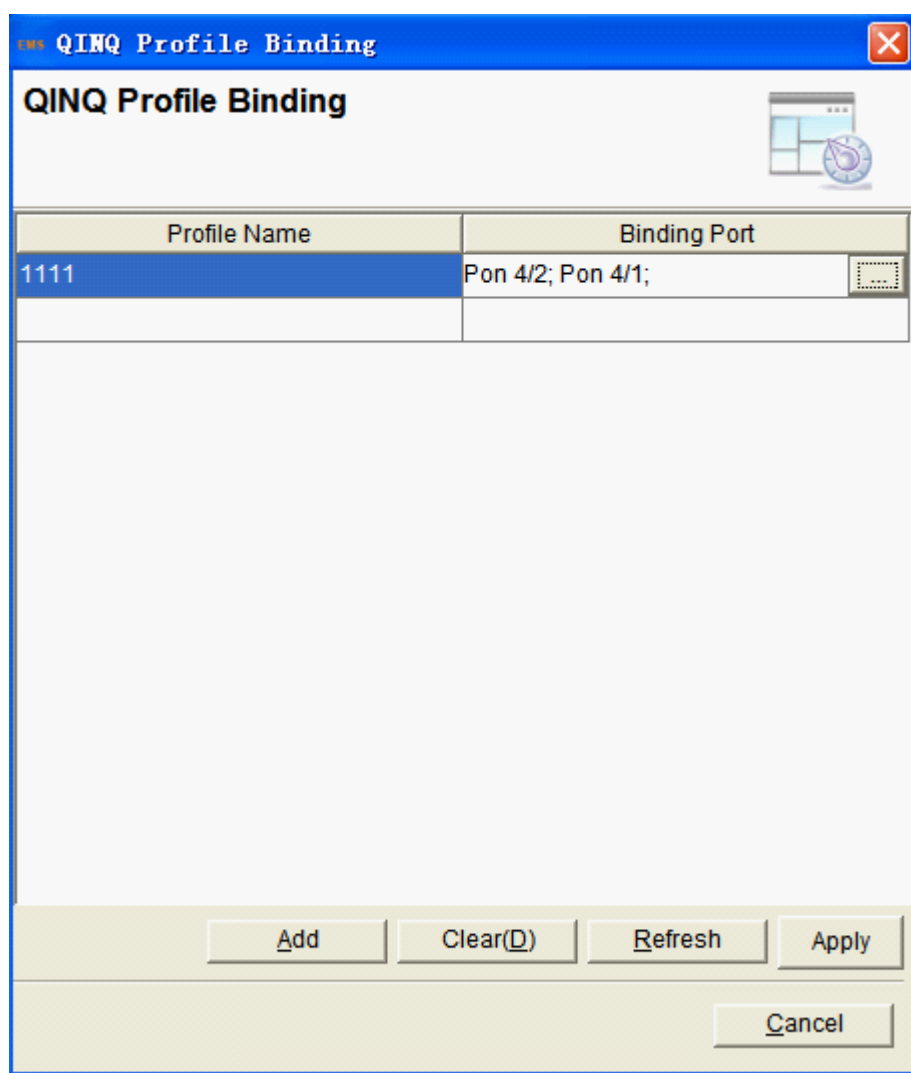 EMS QINQ Profile Binding
QINQ Profile Binding
Profile Name Binding Port
1111 Pon 4/2; Pon 4/1; ...
Add Clear(D) Refresh Apply
Cancel